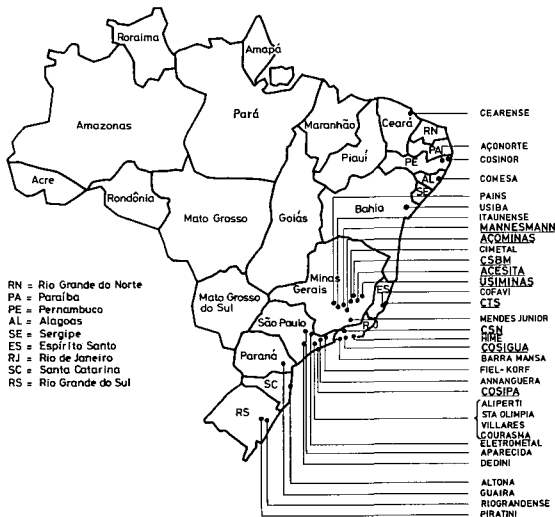 Roraima
Amapá
Amazonas
Pará
Maranhão
Ceará
RN
PA
PE
Piauí
AL
SE
Acre
Rondônia
Mato Grosso
Goiás
Bahia
Minas
Gerais
ES
Mato Grosso
do Sul
São Paulo
RJ
Paraná
SC
RS
RN = Rio Grande do Norte
PA = Paraíba
PE = Pernambuco
AL = Alagoas
SE = Sergipe
ES = Espírito Santo
RJ = Rio de Janeiro
SC = Santa Catarina
RS = Rio Grande do Sul
CEARENSE
AÇONORTE
COSINOR
COMESA
PAINS
USIBA
ITAUNENSE
MANNESMANN
AÇOMINAS
CIMETAL
CSBM
ACESITA
USIMINAS
COFAVI
CTS
MENDES JUNIOR
CSN
HIME
COSIGUA
BARRA MANSA
FIEL-KORF
ANNANGUERA
COSIPA
ALIPERTI
STA OLIMPIA
VILLARES
COURASMA
ELETROMETAL
APARECIDA
DEDINI
ALTONA
GUAIRA
RIOGRANDENSE
PIRATINI